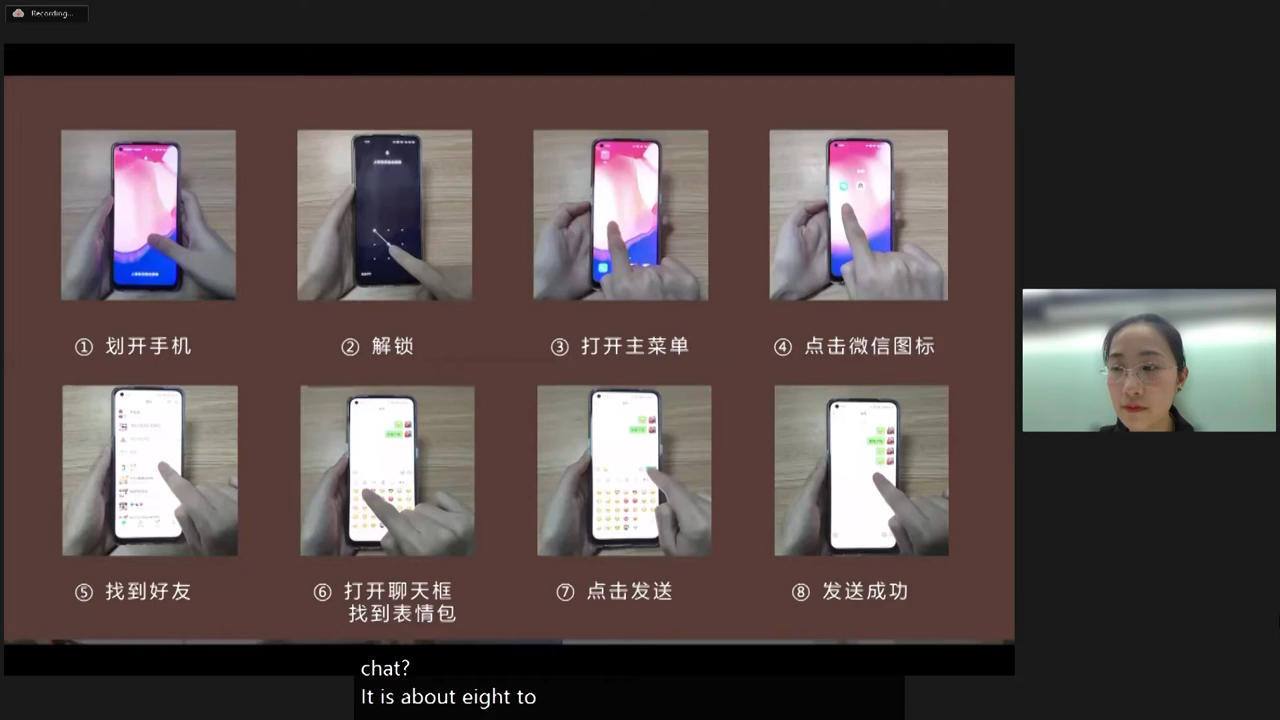 Recording...
① 划开手机
② 解锁
③ 打开主菜单
④ 点击微信图标
⑤ 找到好友
⑥ 打开聊天框
找到表情包
⑦ 点击发送
⑧ 发送成功
chat?
It is about eight to